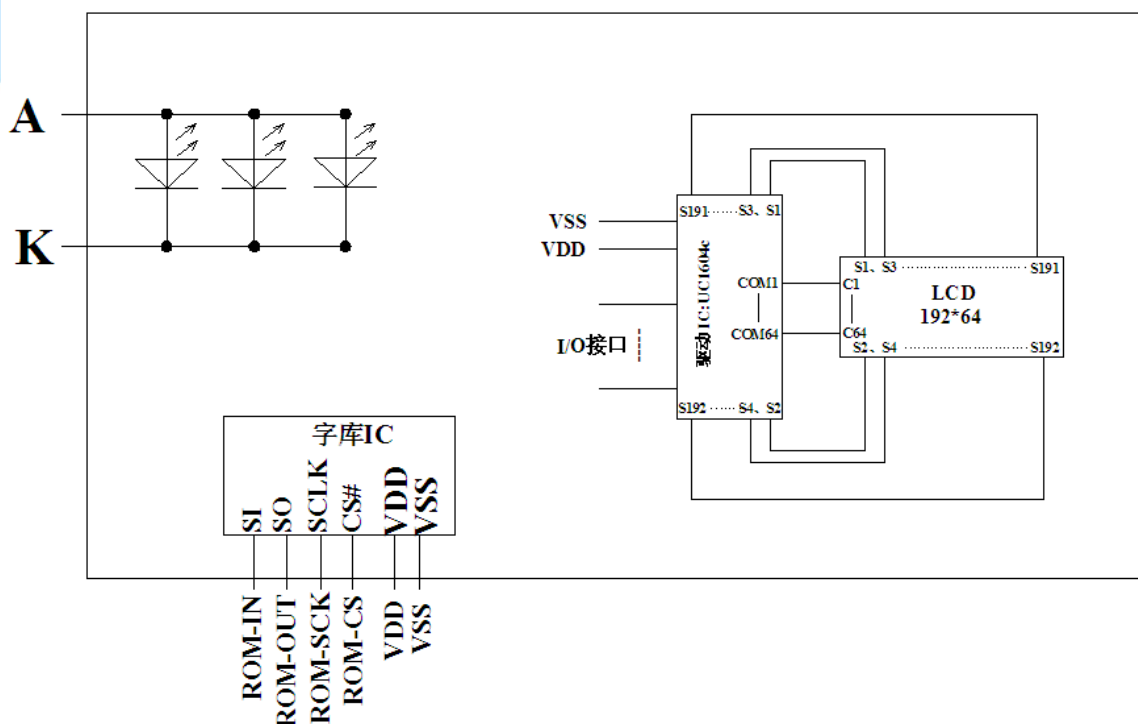 A
K
S191 ······ S3、S1
VSS
VDD
COM1
COM64
驱动IC:UC1604c
I/O接口
S192 ······ S4、S2
S1、S3 ························ S191
C1
LCD
192*64
C64
S2、S4 ························ S192
字库IC
SI
SO
SCLK
CS#
VDD
VSS
ROM-IN
ROM-OUT
ROM-SCK
ROM-CS
VDD
VSS